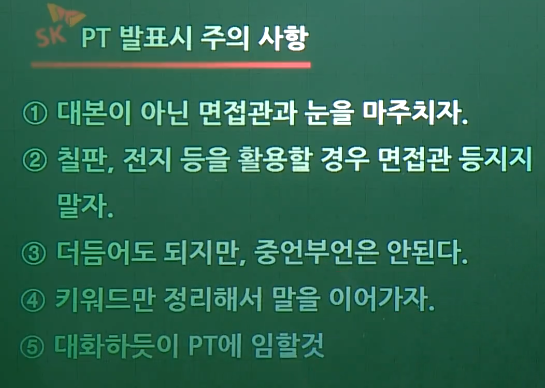 SK PT 발표시 주의 사항
① 대본이 아닌 면접관과 눈을 마주치자.
② 칠판, 전지 등을 활용할 경우 면접관 등지지
말자.
③ 더듬어도 되지만, 중언부언은 안된다.
④ 키워드만 정리해서 말을 이어가자.
⑤ 대화하듯이 PT에 임할것